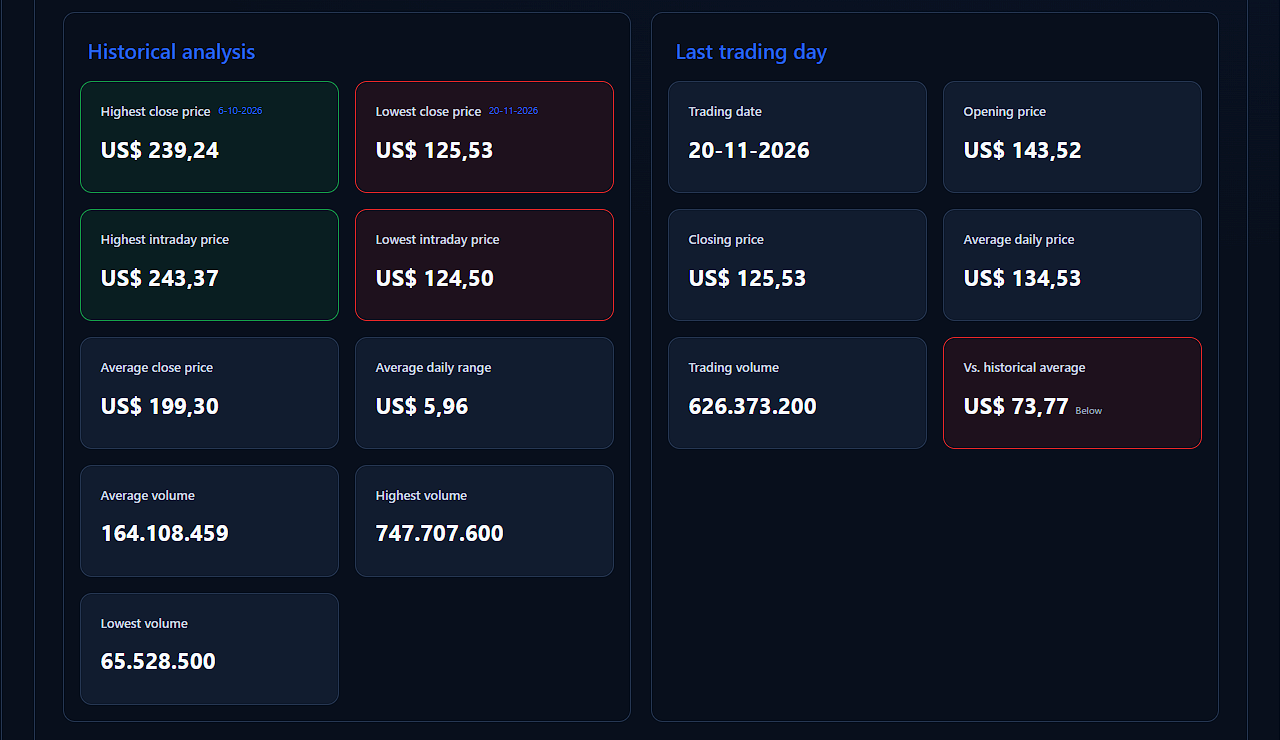 Historical analysis
Highest close price 6-10-2026
US$ 239,24
Lowest close price 20-11-2026
US$ 125,53
Highest intraday price
US$ 243,37
Lowest intraday price
US$ 124,50
Average close price
US$ 199,30
Average daily range
US$ 5,96
Average volume
164.108.459
Highest volume
747.707.600
Lowest volume
65.528.500
Last trading day
Trading date
20-11-2026
Opening price
US$ 143,52
Closing price
US$ 125,53
Average daily price
US$ 134,53
Trading volume
626.373.200
Vs. historical average
US$ 73,77 Below